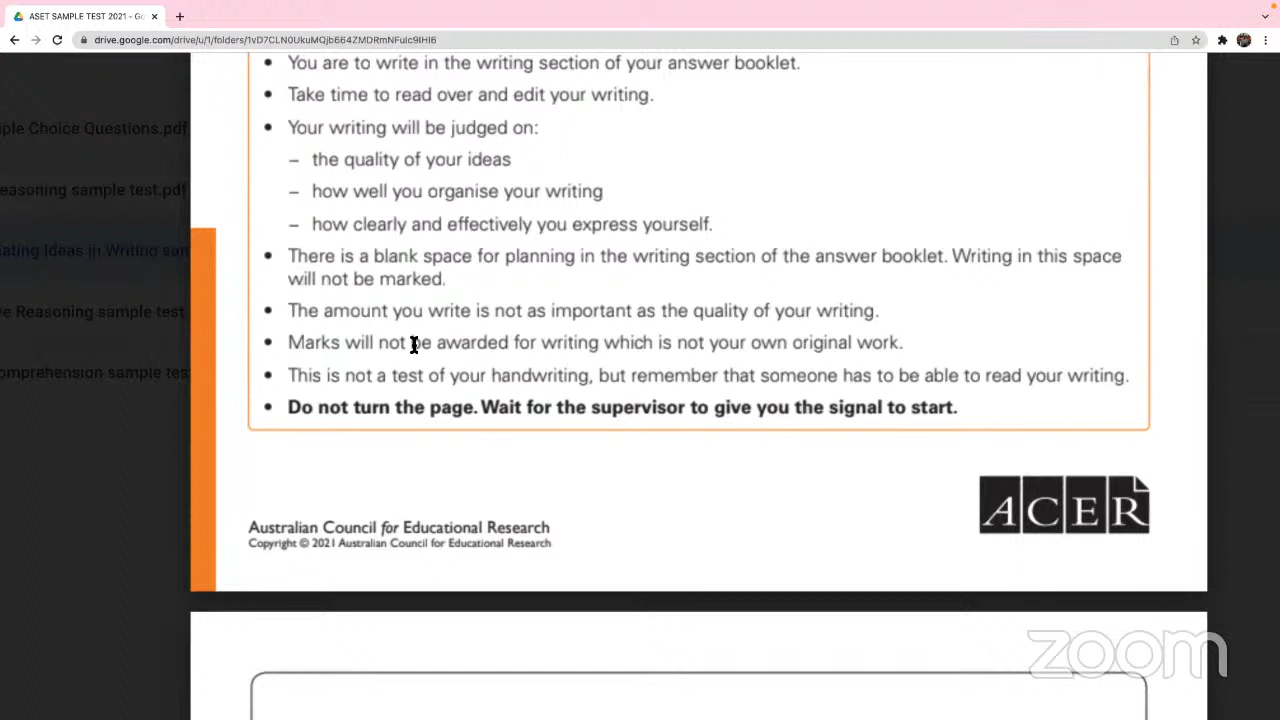 ASET SAMPLE TEST 2021 - Go
drive.google.com/drive/u/1/folders/1vD7CLN0UkuMQjb664ZMDRmNFuIc9IHI6
You are to write in the writing section of your answer booklet.
Take time to read over and edit your writing.
iple Choice Questions.pdf
Your writing will be judged on:
– the quality of your ideas
easoning sample test.pdf
– how well you organise your writing
– how clearly and effectively you express yourself.
ating Ideas in Writing sam
There is a blank space for planning in the writing section of the answer booklet. Writing in this space
will not be marked.
e Reasoning sample test
The amount you write is not as important as the quality of your writing.
Marks will not be awarded for writing which is not your own original work.
omprehension sample tes
This is not a test of your handwriting, but remember that someone has to be able to read your writing.
Do not turn the page. Wait for the supervisor to give you the signal to start.
ACER
Australian Council for Educational Research
Copyright © 2021 Australian Council for Educational Research
zoom